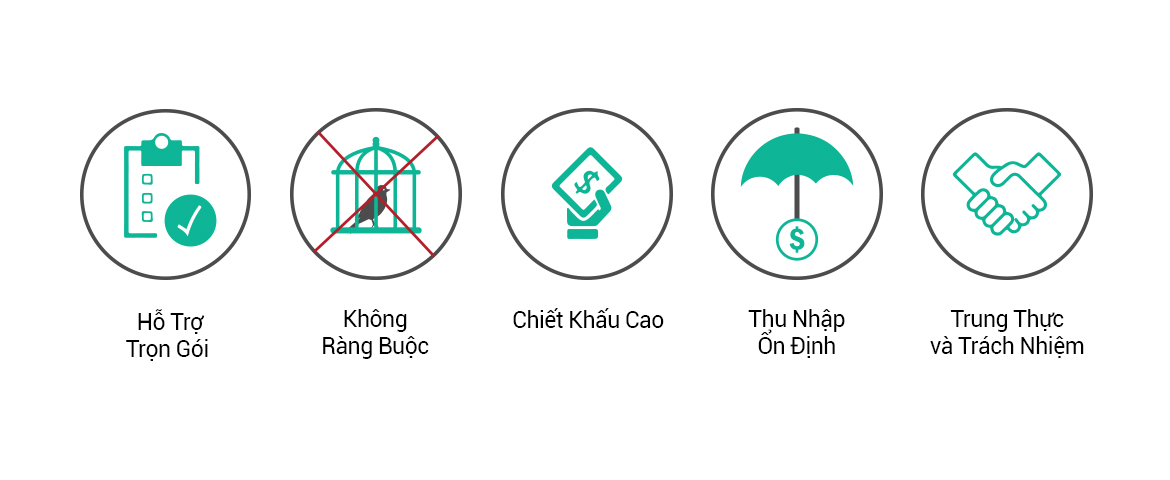 Hỗ Trợ
Trọn Gói
Không
Ràng Buộc
Chiết Khấu Cao
Thu Nhập
Ổn Định
Trung Thực
và Trách Nhiệm
$
$